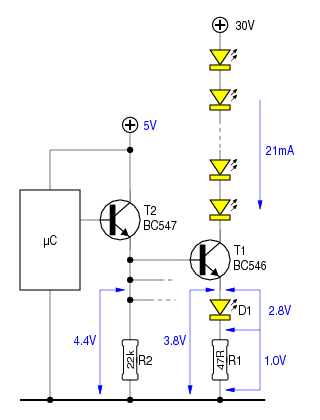 30V
5V
21mA
T2
BC547
µC
T1
BC546
D1
2.8V
4.4V
3.8V
22k
R2
47R
R1
1.0V